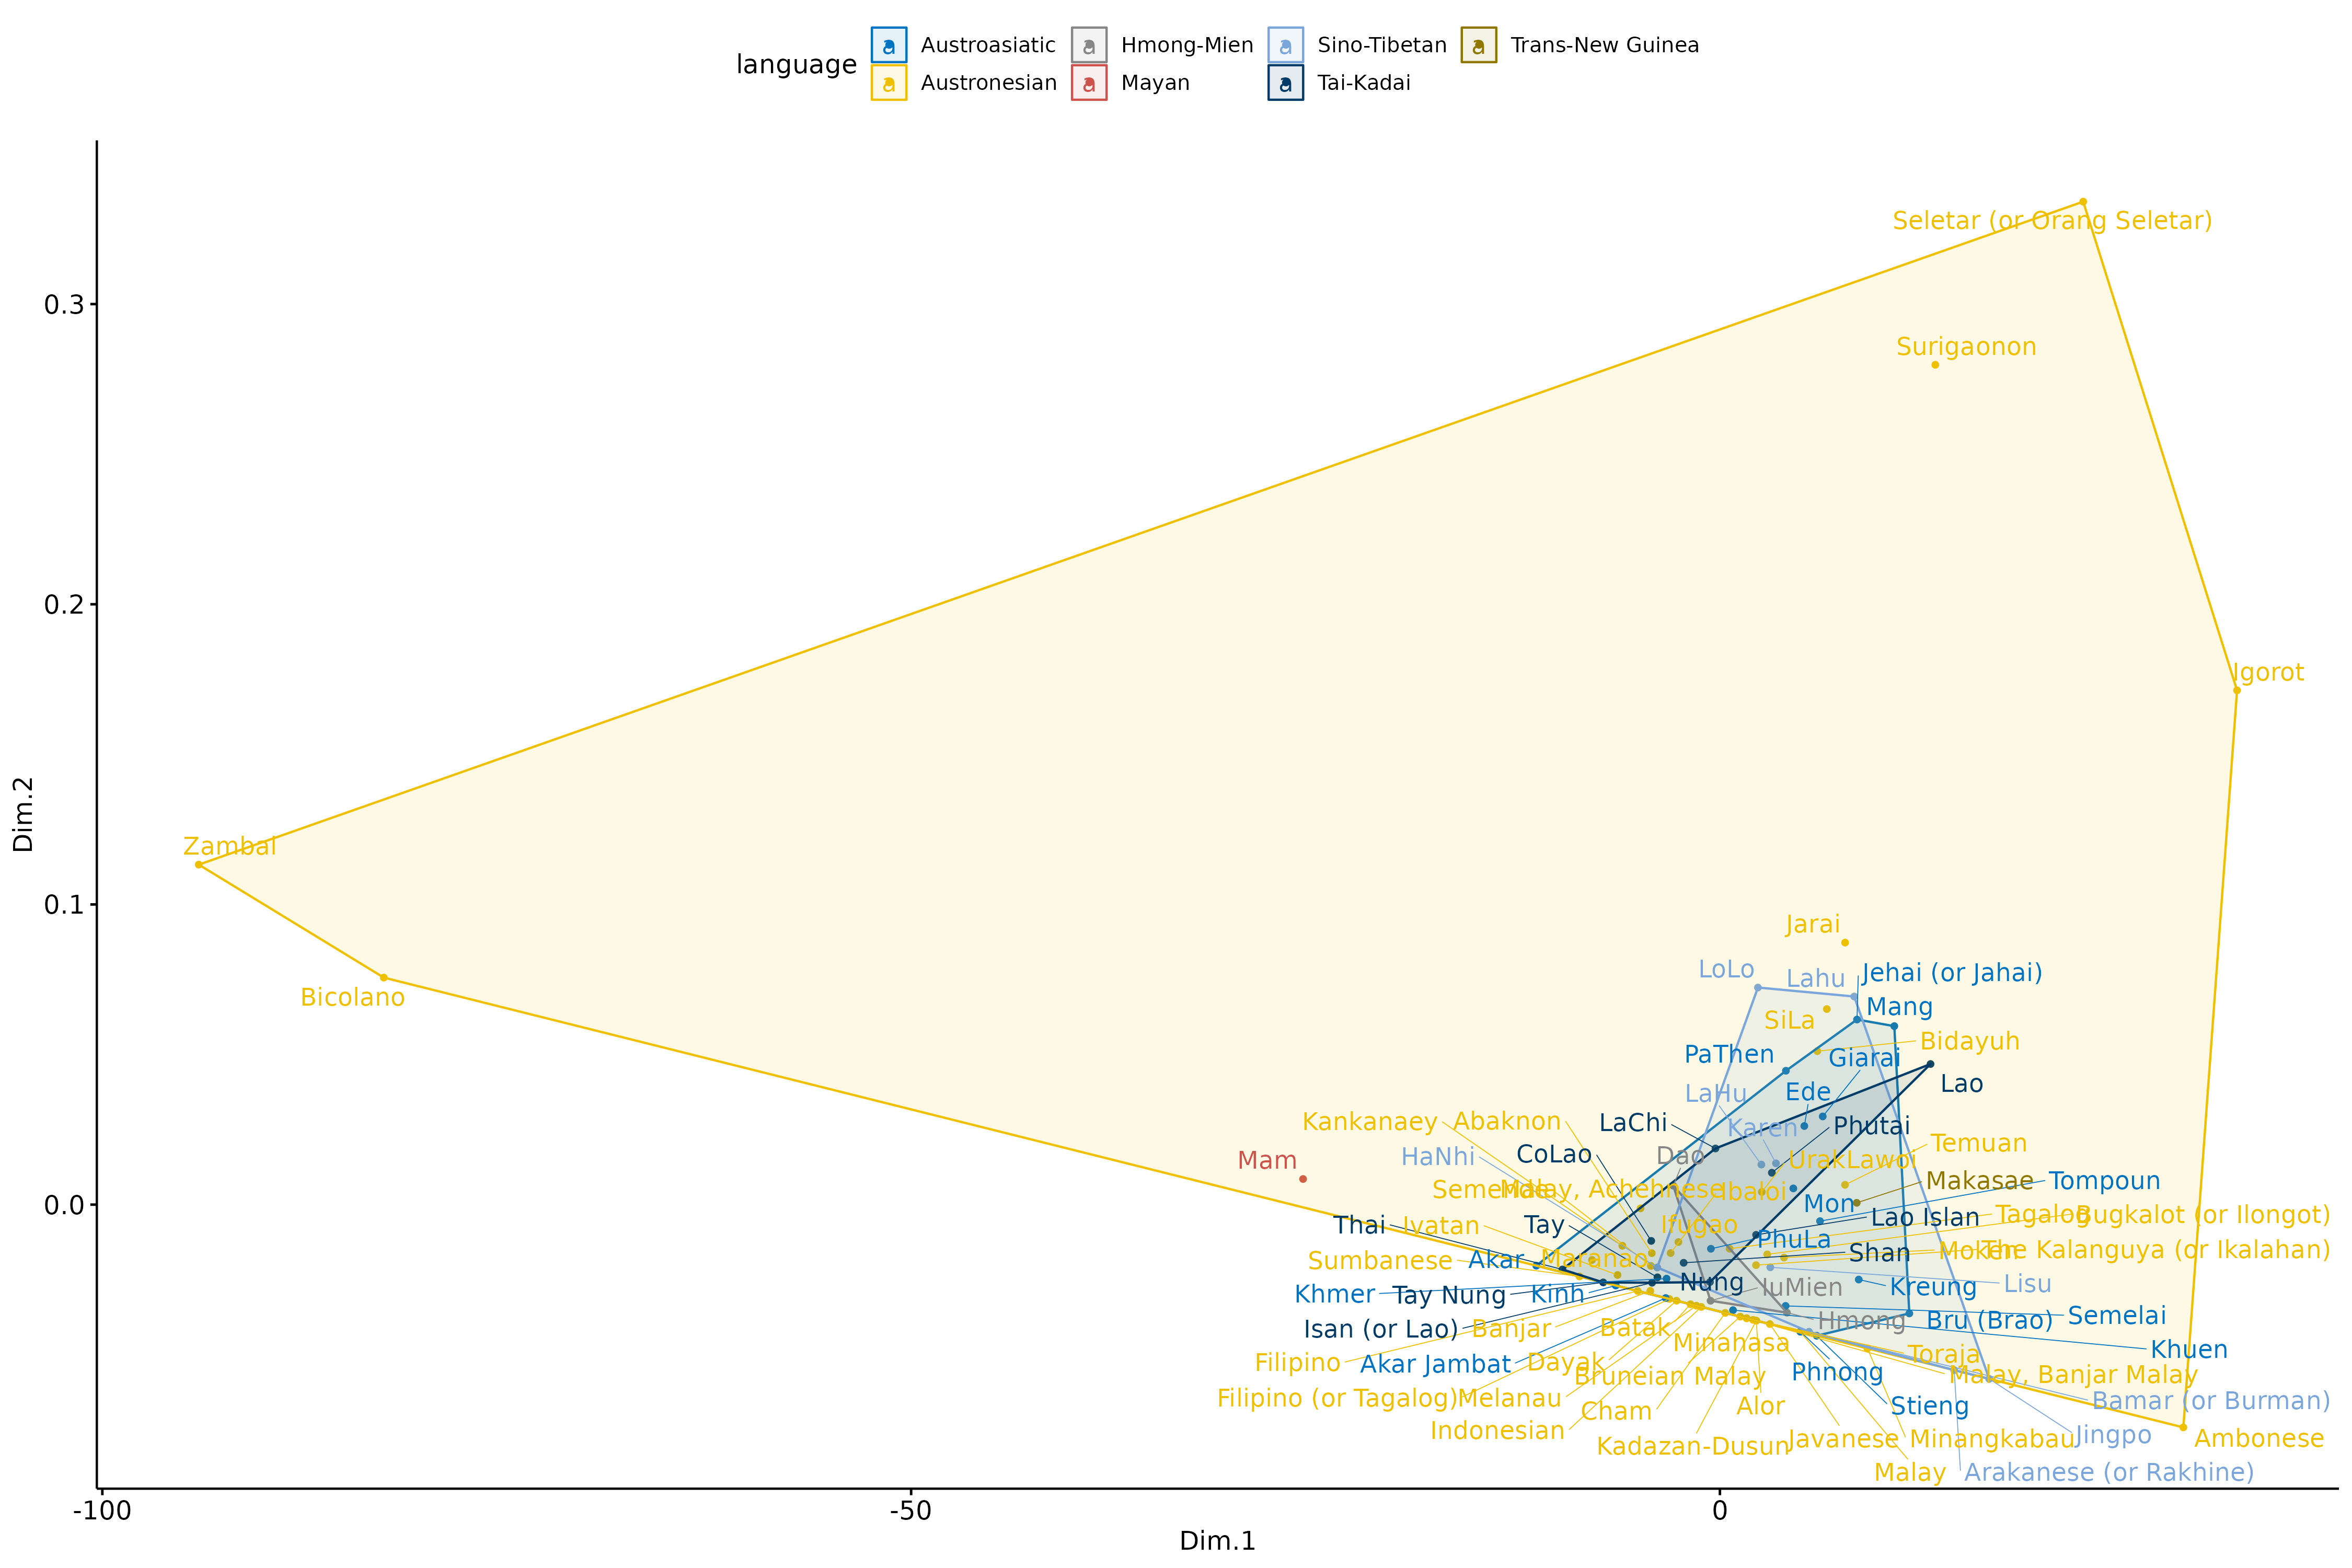 language
Austroasiatic
Hmong-Mien
Sino-Tibetan
Trans-New Guinea
Austronesian
Mayan
Tai-Kadai
Dim.2
0.3
0.2
0.1
0.0
Seletar (or Orang Seletar)
Surigaonon
Igorot
Zambal
Bicolano
Jarai
LoLo
Lahu
Jehai (or Jahai)
Mang
SiLa
Bidayuh
PaThen
Giarai
Lao
LaHu
Ede
Kankanaey
Abaknon
LaChi
Karen
Phutai
Temuan
HaNhi
CoLao
Dao
UrakLawoi
Mam
Makasae
Tompoun
Semende
Malay, Achehnese
Ibaloi
Mon
Lao Islan
Tagalog
Bugkalot (or Ilongot)
Thai
Ivatan
Tay
Ifugao
PhuLa
Shan
Moken
The Kalanguya (or Ikalahan)
Sumbanese
Akar
Maranao
Nung
IuMien
Kreung
Lisu
Khmer
Tay Nung
Kinh
Hmong
Bru (Brao)
Semelai
Isan (or Lao)
Banjar
Batak
Minahasa
Toraja
Khuen
Filipino
Akar Jambat
Dayak
Bruneian Malay
Phnong
Malay, Banjar Malay
Filipino (or Tagalog)
Melanau
Cham
Alor
Stieng
Bamar (or Burman)
Indonesian
Kadazan-Dusun
Javanese
Minangkabau
Jingpo
Ambonese
Malay
Arakanese (or Rakhine)
-100
-50
0
Dim.1